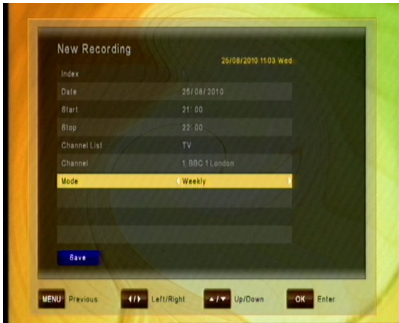 New Recording
25/08/2010 11:03 Wed
Index
Date 25/08/2010
Start 21:00
Stop 22:00
Channel List TV
Channel 1. BBC 1 London
Mode Weekly
Save
MENU Previous Left/Right Up/Down OK Enter